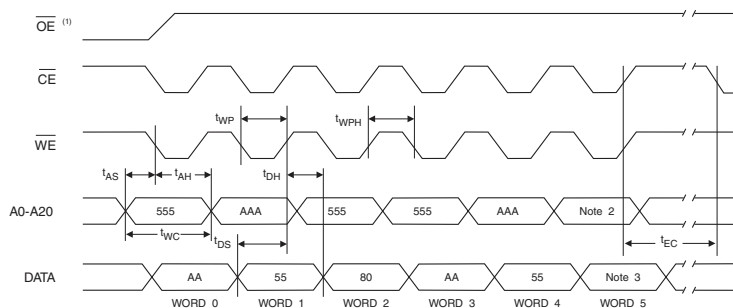 OE (1)
CE
tWP
tWPH
WE
tAS
tAH
tDH
A0-A20
555
AAA
555
555
AAA
Note 2
tWC
tDS
tEC
DATA
AA
55
80
AA
55
Note 3
WORD 0
WORD 1
WORD 2
WORD 3
WORD 4
WORD 5